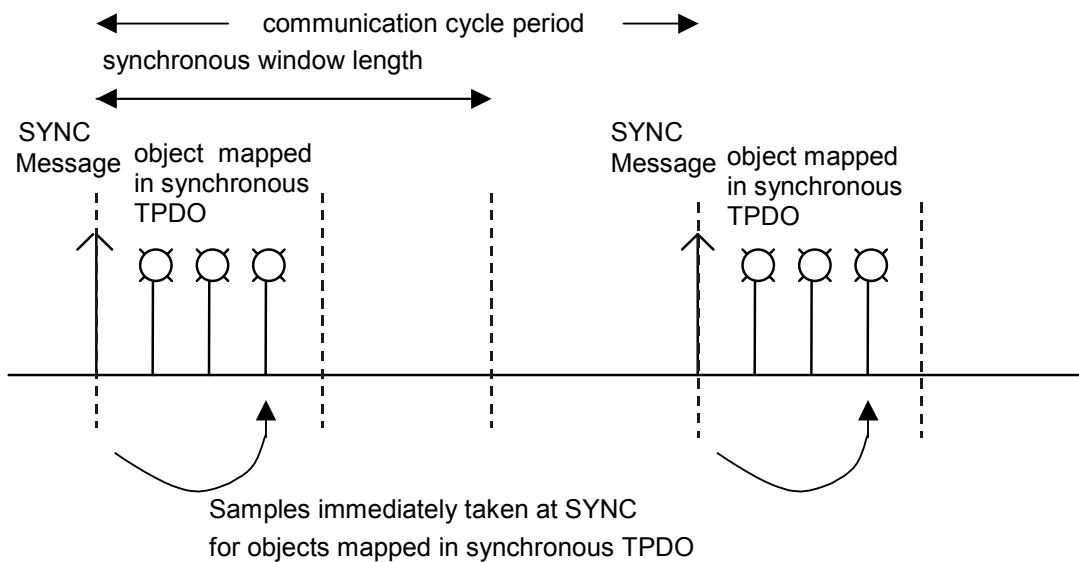 communication cycle period
synchronous window length
SYNC
Message
object mapped
in synchronous
TPDO
SYNC
Message
object mapped
in synchronous
TPDO
Samples immediately taken at SYNC
for objects mapped in synchronous TPDO